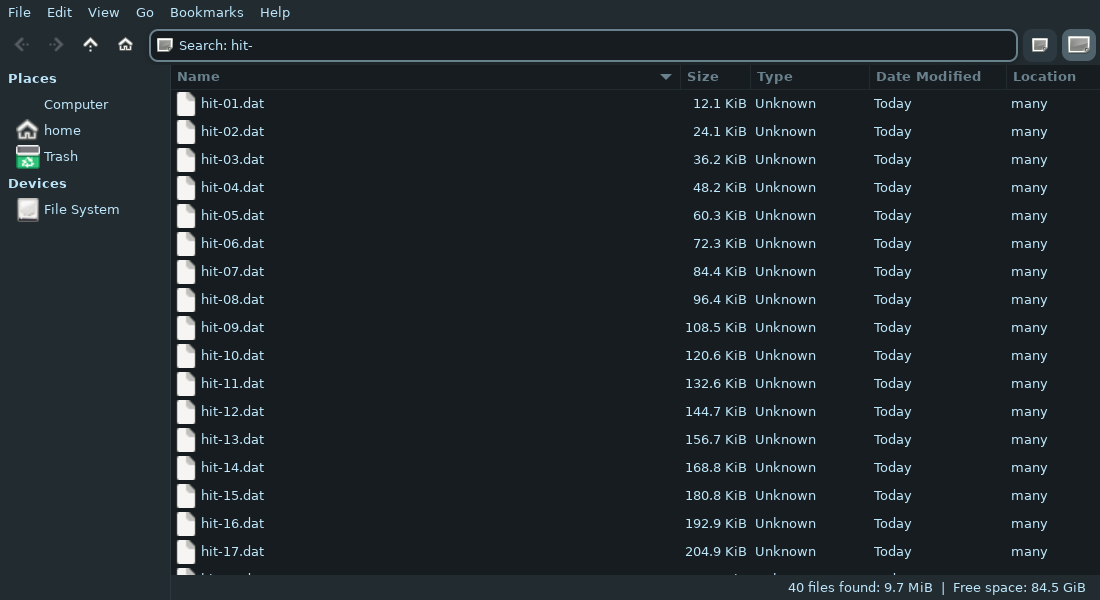 File Edit View Go Bookmarks Help
Search: hit-
Places
Computer
home
Trash
Devices
File System
Name Size Type Date Modified Location
hit-01.dat 12.1 KiB Unknown Today many
hit-02.dat 24.1 KiB Unknown Today many
hit-03.dat 36.2 KiB Unknown Today many
hit-04.dat 48.2 KiB Unknown Today many
hit-05.dat 60.3 KiB Unknown Today many
hit-06.dat 72.3 KiB Unknown Today many
hit-07.dat 84.4 KiB Unknown Today many
hit-08.dat 96.4 KiB Unknown Today many
hit-09.dat 108.5 KiB Unknown Today many
hit-10.dat 120.6 KiB Unknown Today many
hit-11.dat 132.6 KiB Unknown Today many
hit-12.dat 144.7 KiB Unknown Today many
hit-13.dat 156.7 KiB Unknown Today many
hit-14.dat 168.8 KiB Unknown Today many
hit-15.dat 180.8 KiB Unknown Today many
hit-16.dat 192.9 KiB Unknown Today many
hit-17.dat 204.9 KiB Unknown Today many
40 files found: 9.7 MiB | Free space: 84.5 GiB